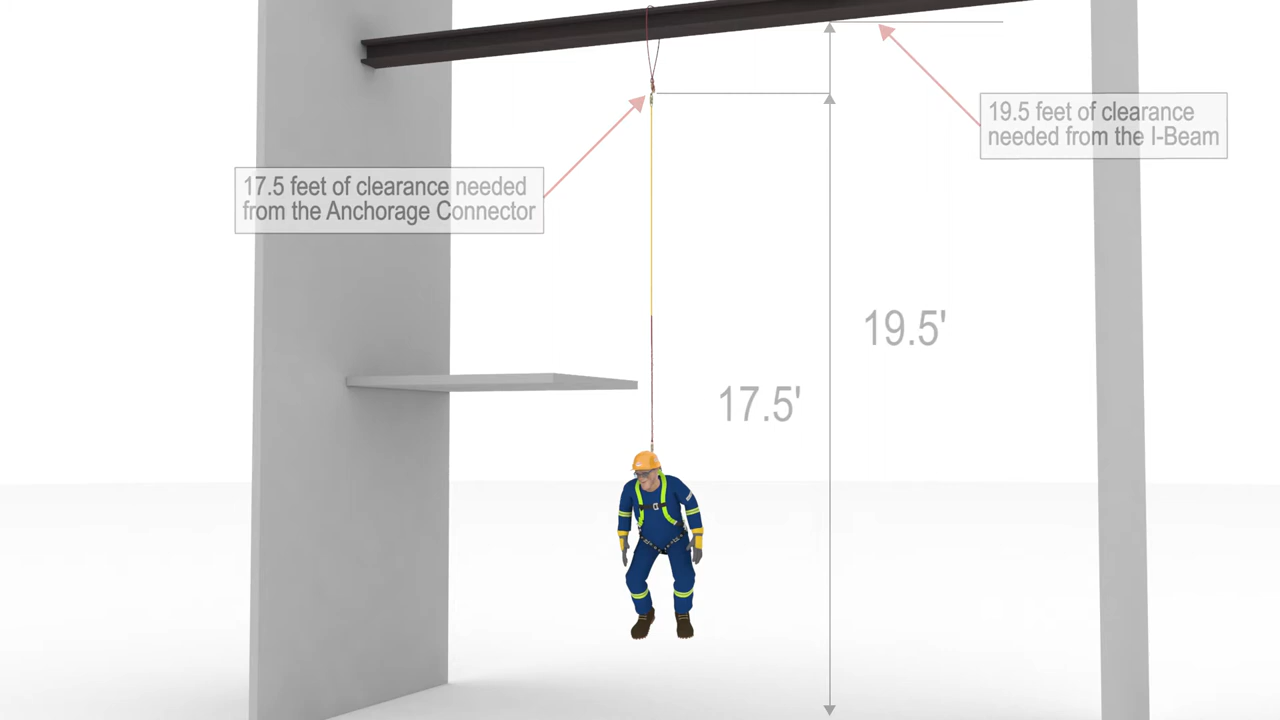 19.5 feet of clearance
needed from the I-Beam
17.5 feet of clearance needed
from the Anchorage Connector
19.5'
17.5'